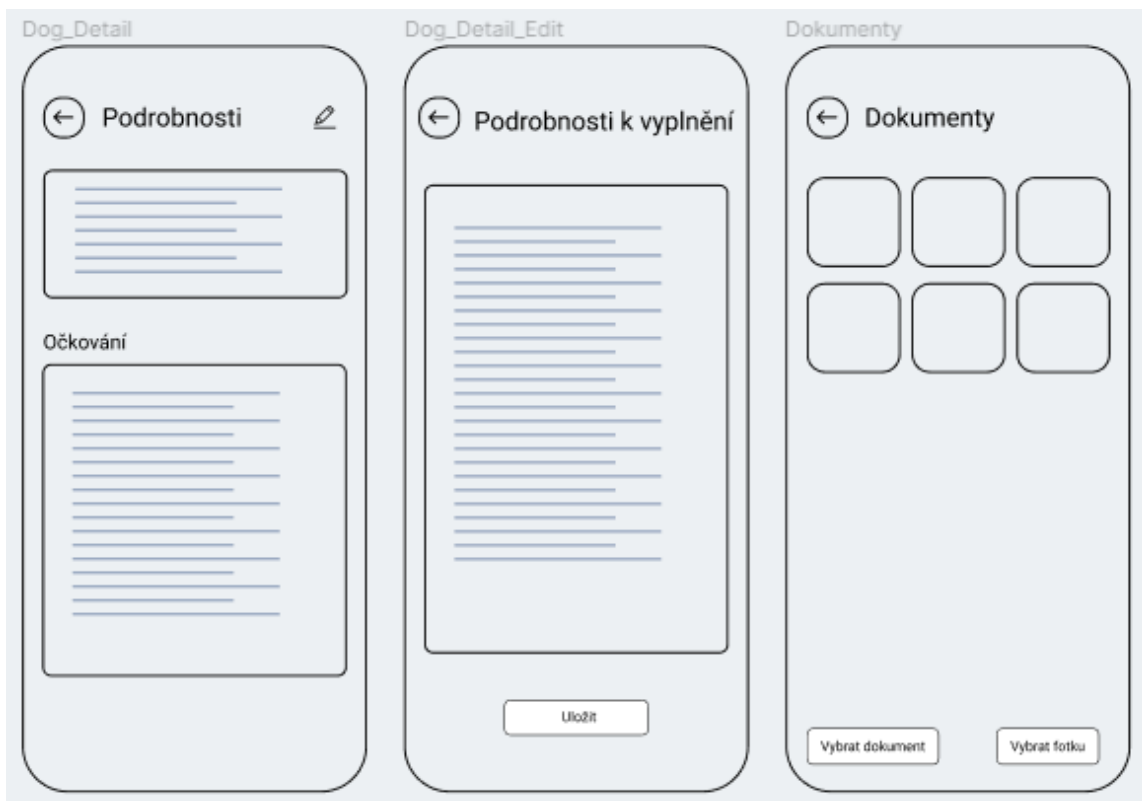 Dog_Detail
Podrobnosti
Očkování
Dog_Detail_Edit
Podrobnosti k vyplnění
Uložit
Dokumenty
Dokumenty
Vybrat dokument
Vybrat fotku